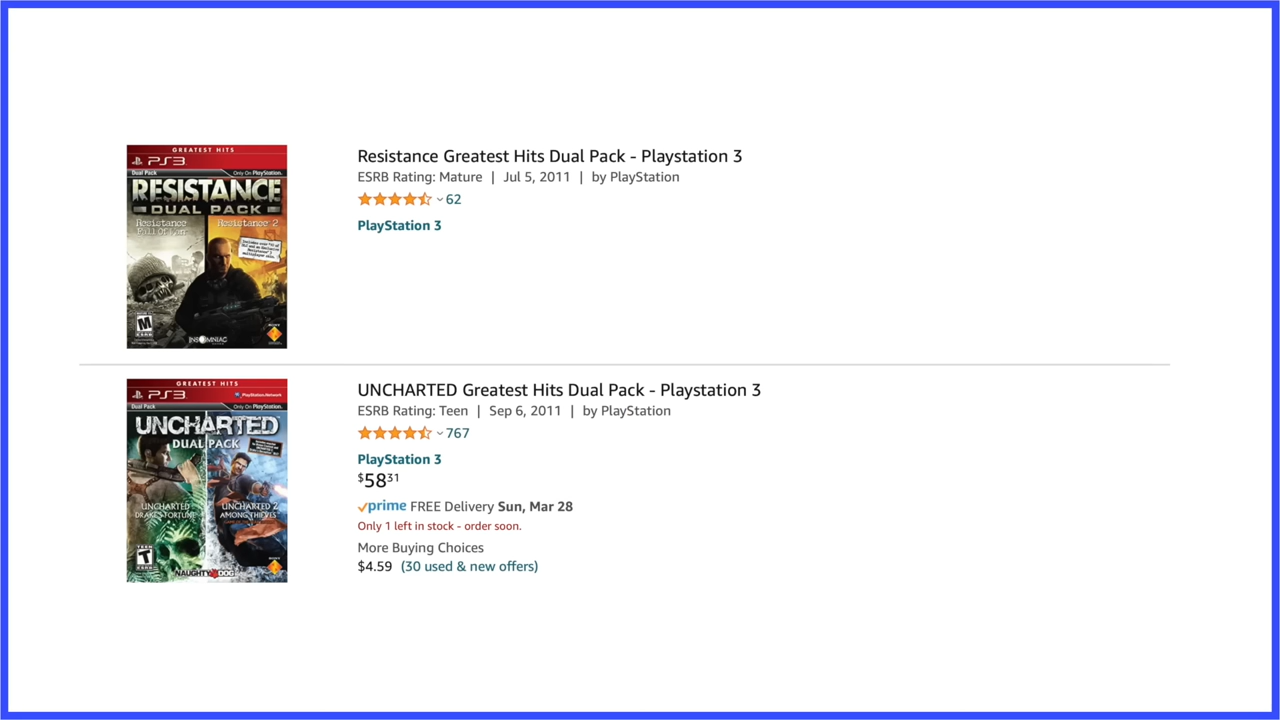 GREATEST HITS
PS3
Dual Pack
Only On PlayStation.
RESISTANCE
DUAL PACK
Resistance
Fall Of Man
Resistance 2
M
INSOMNIAC
Resistance Greatest Hits Dual Pack - Playstation 3
ESRB Rating: Mature | Jul 5, 2011 | by PlayStation
62
PlayStation 3
GREATEST HITS
PS3
PlayStation.Network
Dual Pack
Only On PlayStation.
UNCHARTED
DUAL PACK
UNCHARTED
DRAKE'S FORTUNE
UNCHARTED 2
AMONG THIEVES
TEEN
T
ESRB
NAUGHTY DOG
UNCHARTED Greatest Hits Dual Pack - Playstation 3
ESRB Rating: Teen | Sep 6, 2011 | by PlayStation
767
PlayStation 3
$5831
prime FREE Delivery Sun, Mar 28
Only 1 left in stock - order soon.
More Buying Choices
$4.59 (30 used & new offers)